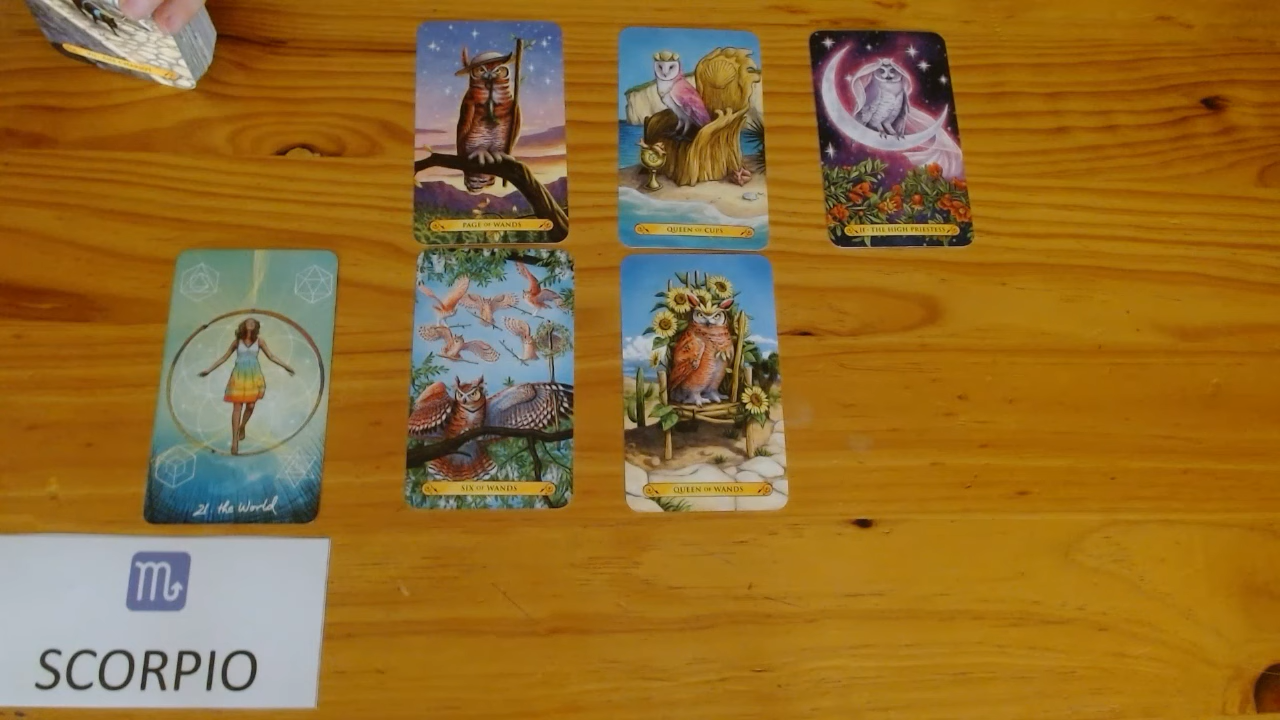 PAGE OF WANDS
QUEEN OF CUPS
II · THE HIGH PRIESTESS
21. the World
SIX OF WANDS
QUEEN OF WANDS
SCORPIO